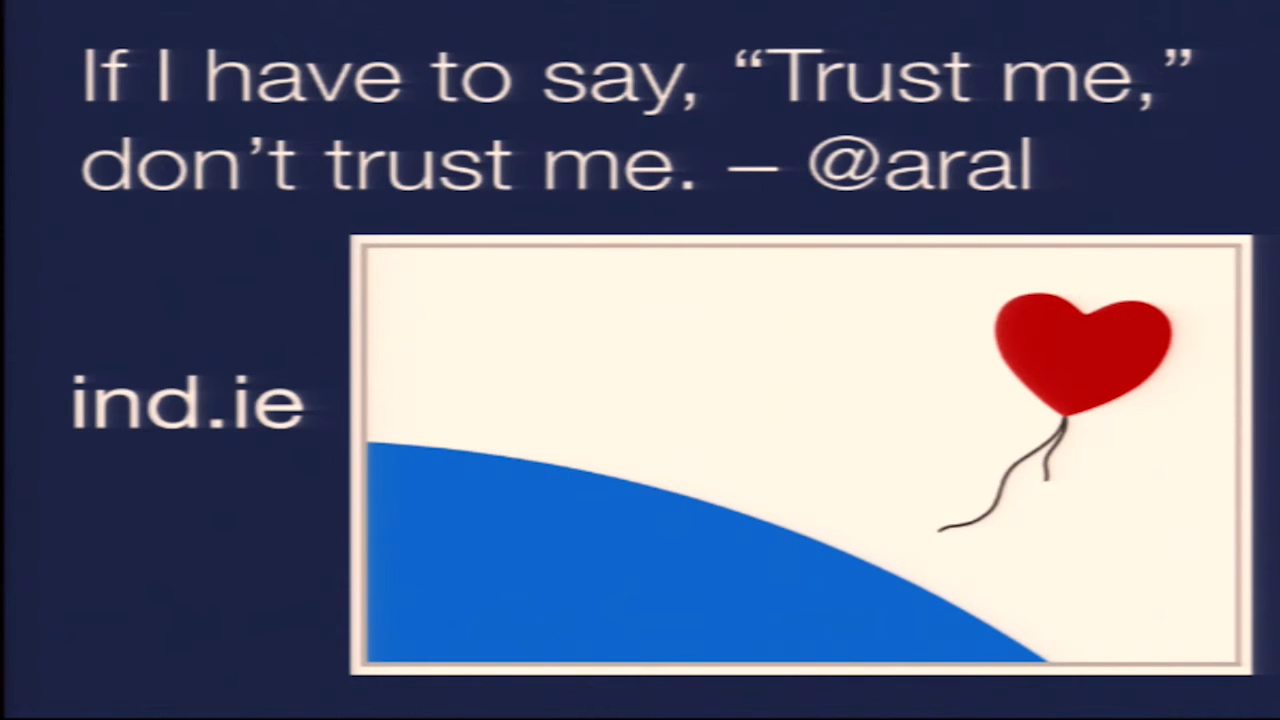 If I have to say, “Trust me,”
don’t trust me. – @aral
ind.ie